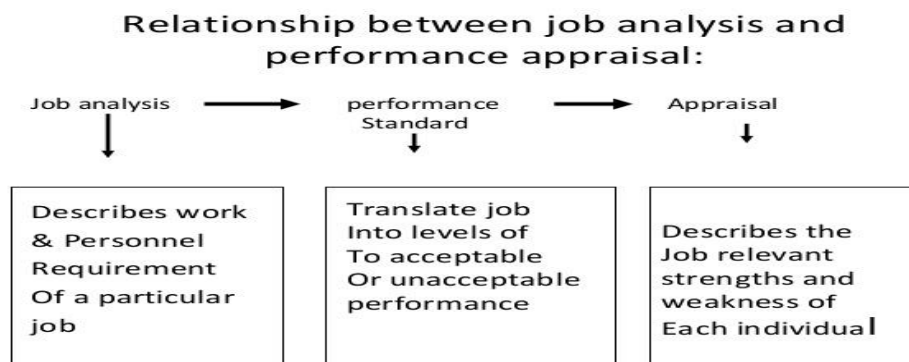 Relationship between job analysis and
performance appraisal:
Job analysis
performance
Standard
Appraisal
Describes work
& Personnel
Requirement
Of a particular
job
Translate job
Into levels of
To acceptable
Or unacceptable
performance
Describes the
Job relevant
strengths and
weakness of
Each individual